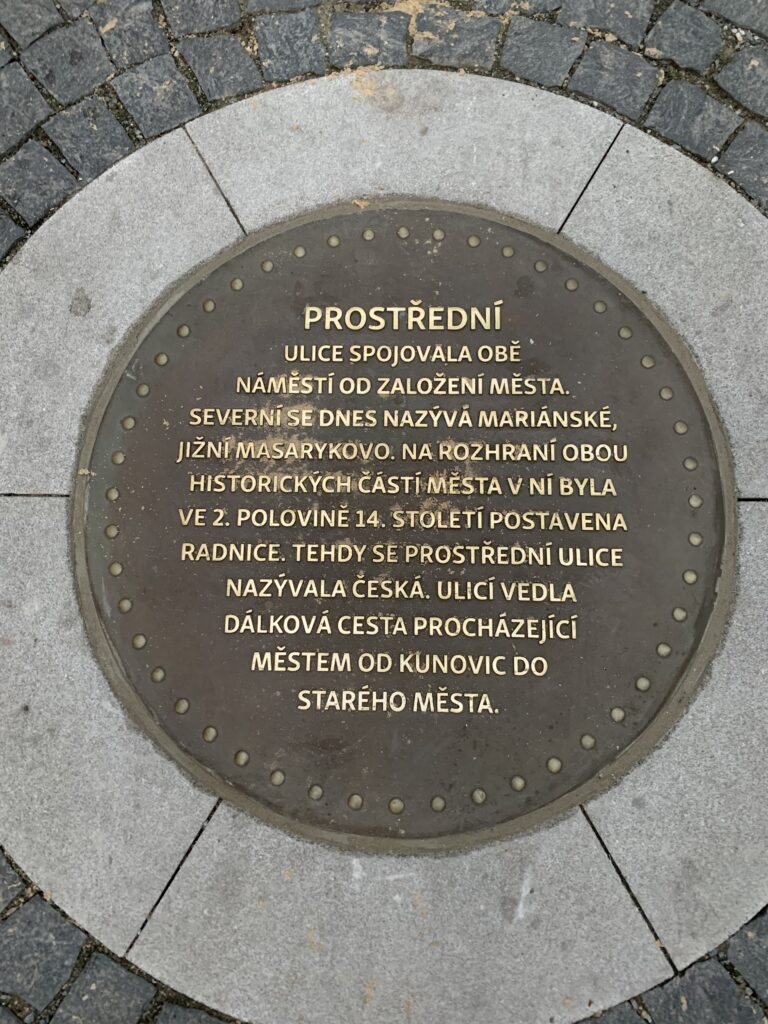 PROSTŘEDNÍ
ULICE SPOJOVALA OBĚ
NÁMĚSTÍ OD ZALOŽENÍ MĚSTA.
SEVERNÍ SE DNES NAZÝVÁ MARIÁNSKÉ,
JIŽNÍ MASARYKOVO. NA ROZHRANÍ OBOU
HISTORICKÝCH ČÁSTÍ MĚSTA V NÍ BYLA
VE 2. POLOVINĚ 14. STOLETÍ POSTAVENA
RADNICE. TEHDY SE PROSTŘEDNÍ ULICE
NAZÝVALA ČESKÁ. ULICÍ VEDLA
DÁLKOVÁ CESTA PROCHÁZEJÍCÍ
MĚSTEM OD KUNOVIC DO
STARÉHO MĚSTA.